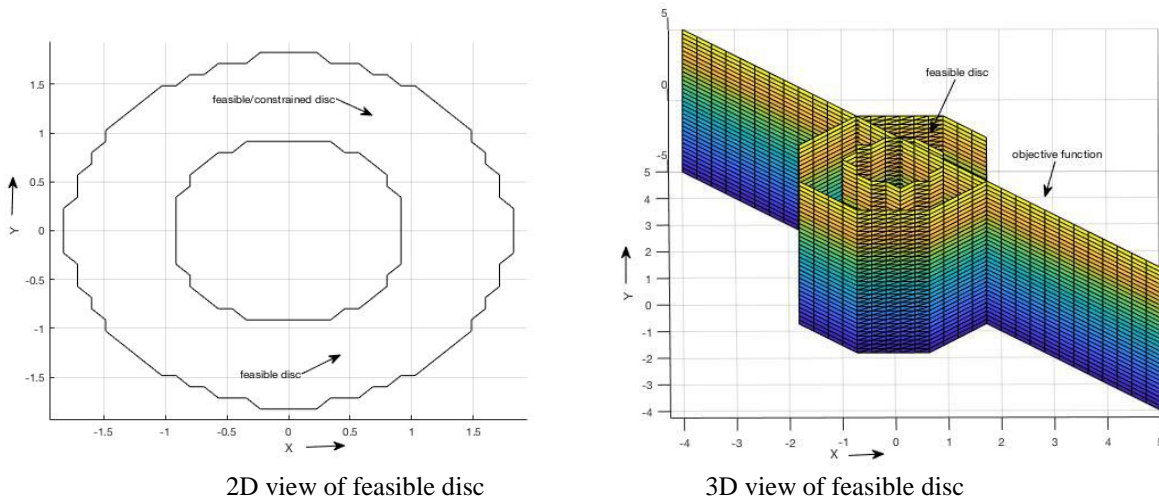 1.5
1
0.5
0
-0.5
-1
-1.5
Y
feasible/constrained disc
feasible disc
-1.5 -1 -0.5 0 0.5 1 1.5
X
2D view of feasible disc
5
0
-5
5
4
3
2
1
0
-1
-2
-3
-4
Y
feasible disc
objective function
-4 -2 -1 0 1 2 3 4 5
X
3D view of feasible disc